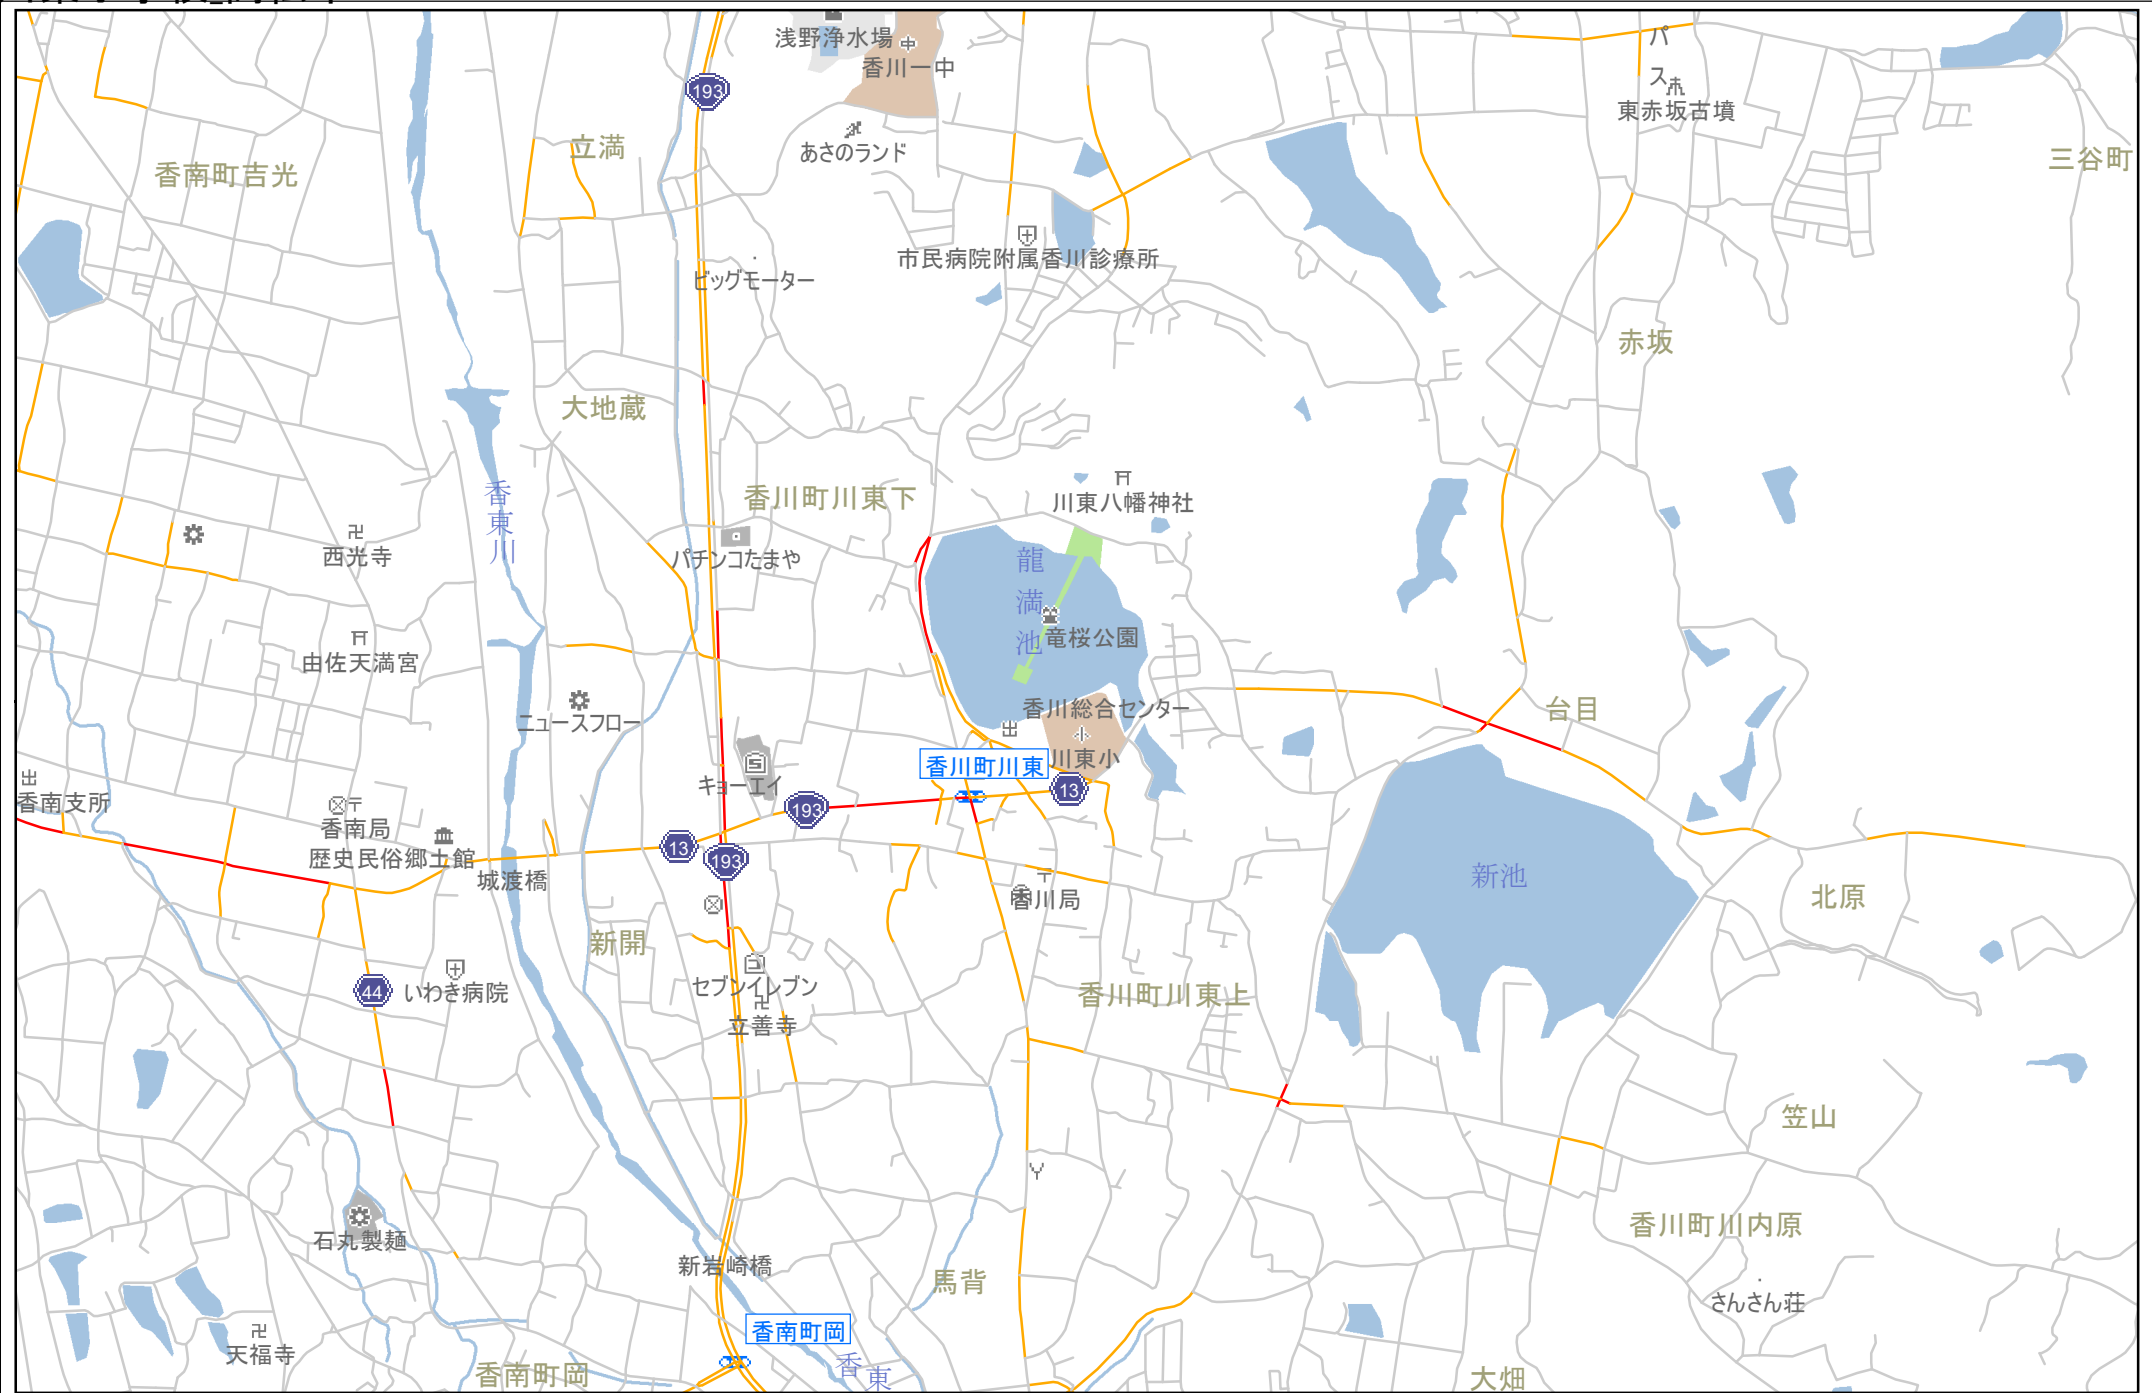 浅野浄水場
香川一中
193
パ
ス
東赤坂古墳
立満
あさのランド
三谷町
香南町吉光
市民病院附属香川診療所
ビッグモーター
赤坂
大地蔵
香東川
香川町川東下
川東八幡神社
西光寺
パチンコたまや
龍満池
竜桜公園
由佐天満宮
ニュースフロー
香川総合センター
台目
香川町川東
川東小
キョーエイ
13
193
香南支所
香南局
歴史民俗郷土館
13
193
城渡橋
新池
香川局
北原
新開
44
いわき病院
セブンイレブン
香川町川東上
立善寺
笠山
石丸製麺
香川町川内原
新岩崎橋
馬背
さんさん荘
香南町岡
天福寺
香南町岡
香東
大畑